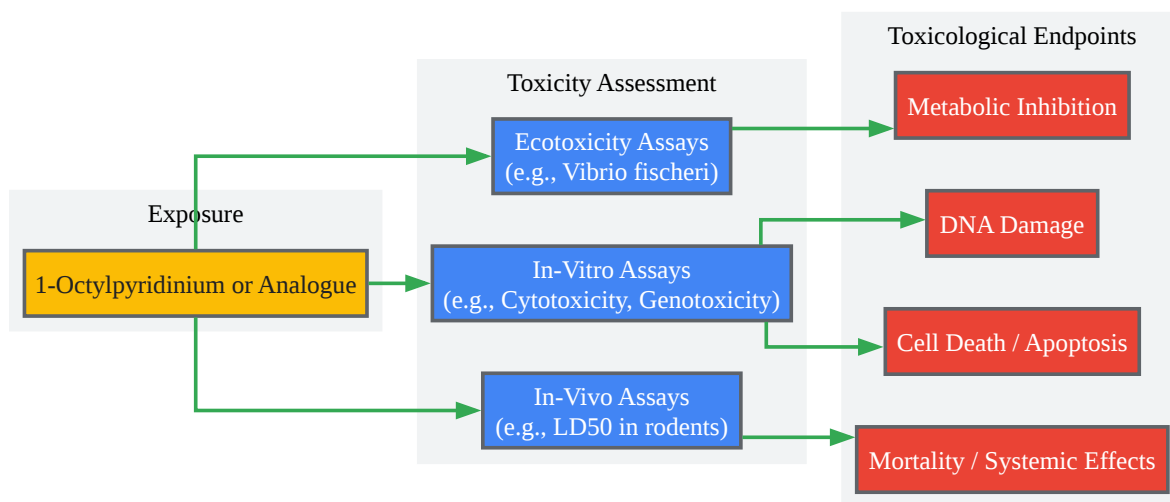 Exposure
1-Octylpyridinium or Analogue
Toxicity Assessment
Ecotoxicity Assays
(e.g., Vibrio fischeri)
In-Vitro Assays
(e.g., Cytotoxicity, Genotoxicity)
In-Vivo Assays
(e.g., LD50 in rodents)
Toxicological Endpoints
Metabolic Inhibition
DNA Damage
Cell Death / Apoptosis
Mortality / Systemic Effects